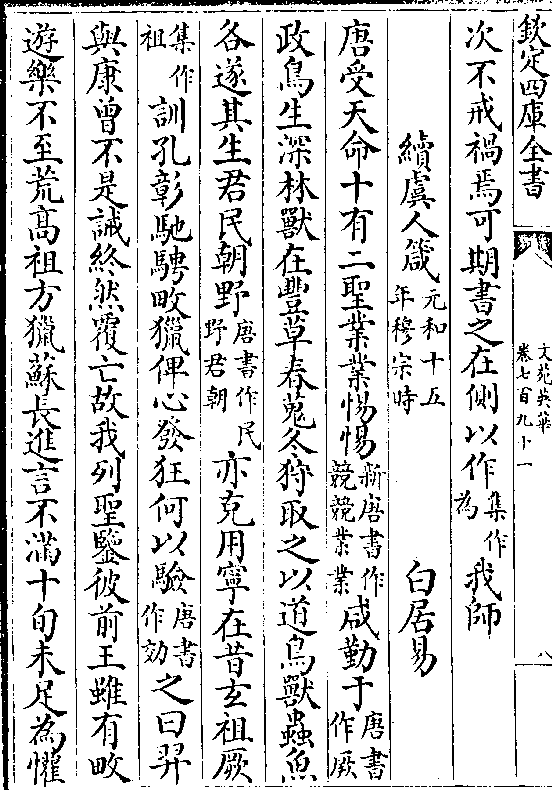 欽定四庫全書
文苑英華
卷七百九十一
八
次不戒禍焉可期書之在側以作集作為我師
續虞人箴元和十五年穆宗時 白居易
唐受天命十有二聖業業惕惕新唐書作競競業業咸勤于唐書作厥
政鳥生深林獸在豐草春蒐冬狩取之以道鳥獸蟲魚
各遂其生君民朝野唐書作民野君朝亦克用寧在昔玄祖厥
集作祖訓孔彰馳騁畋獵俾心發狂何以驗唐書作効之曰羿
與康曾不是誡終然覆亡故我列聖鑒彼前王雖有畋
遊樂不至荒高祖方獵蘇長進言不滿十旬未足為懽